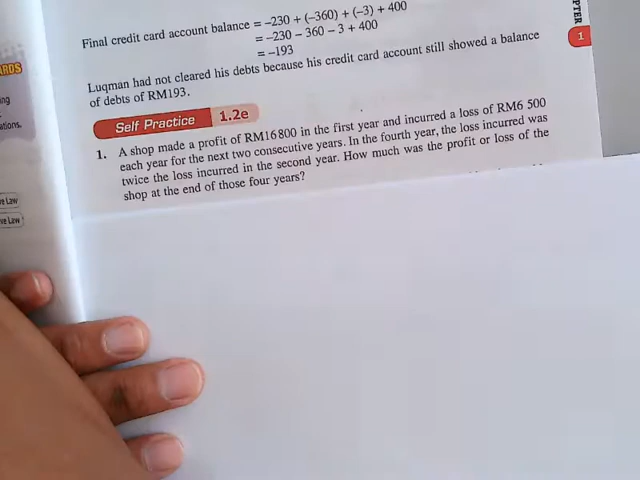 Final credit card account balance = –230 + (–360) + (–3) + 400
= –230 – 360 – 3 + 400
= –193
Luqman had not cleared his debts because his credit card account still showed a balance
of debts of RM193.
Self Practice 1.2e
1. A shop made a profit of RM16 800 in the first year and incurred a loss of RM6 500
each year for the next two consecutive years. In the fourth year, the loss incurred was
twice the loss incurred in the second year. How much was the profit or loss of the
shop at the end of those four years?
1
Law
Law